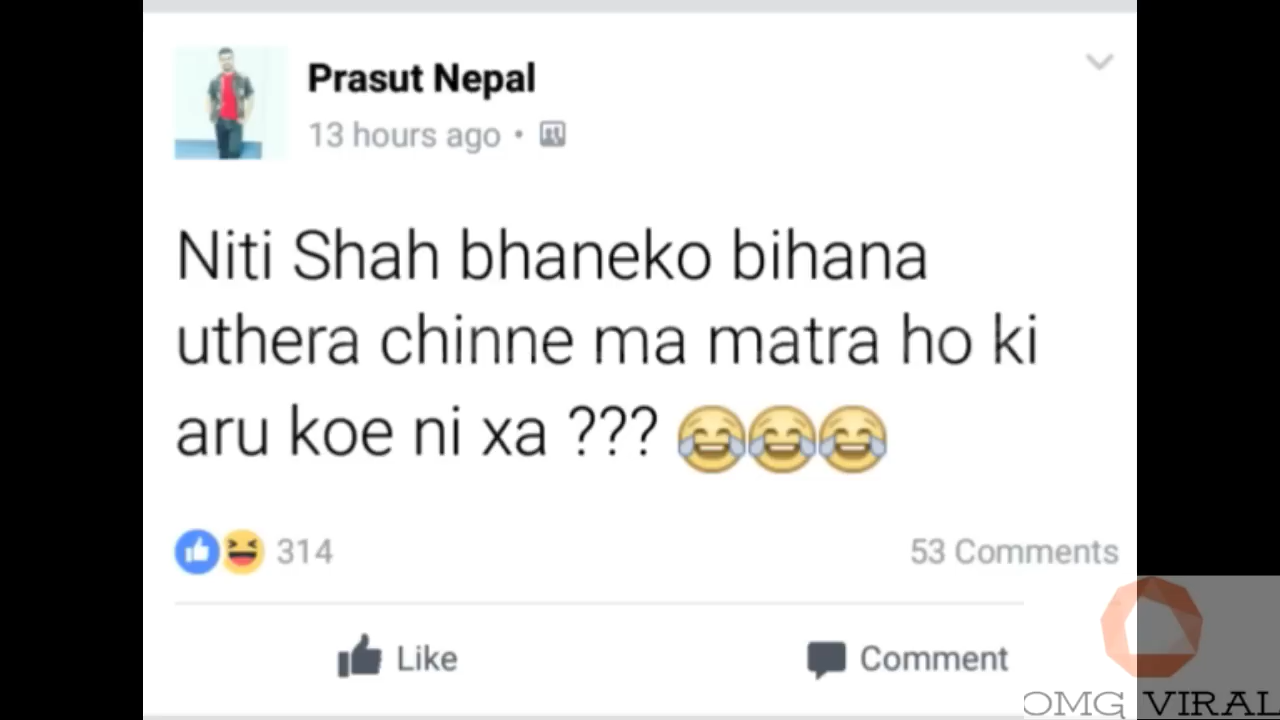 Prasut Nepal
13 hours ago •
Niti Shah bhaneko bihana
uthera chinne ma matra ho ki
aru koe ni xa ??? 😂😂😂
314
53 Comments
Like
Comment
OMG VIRAL